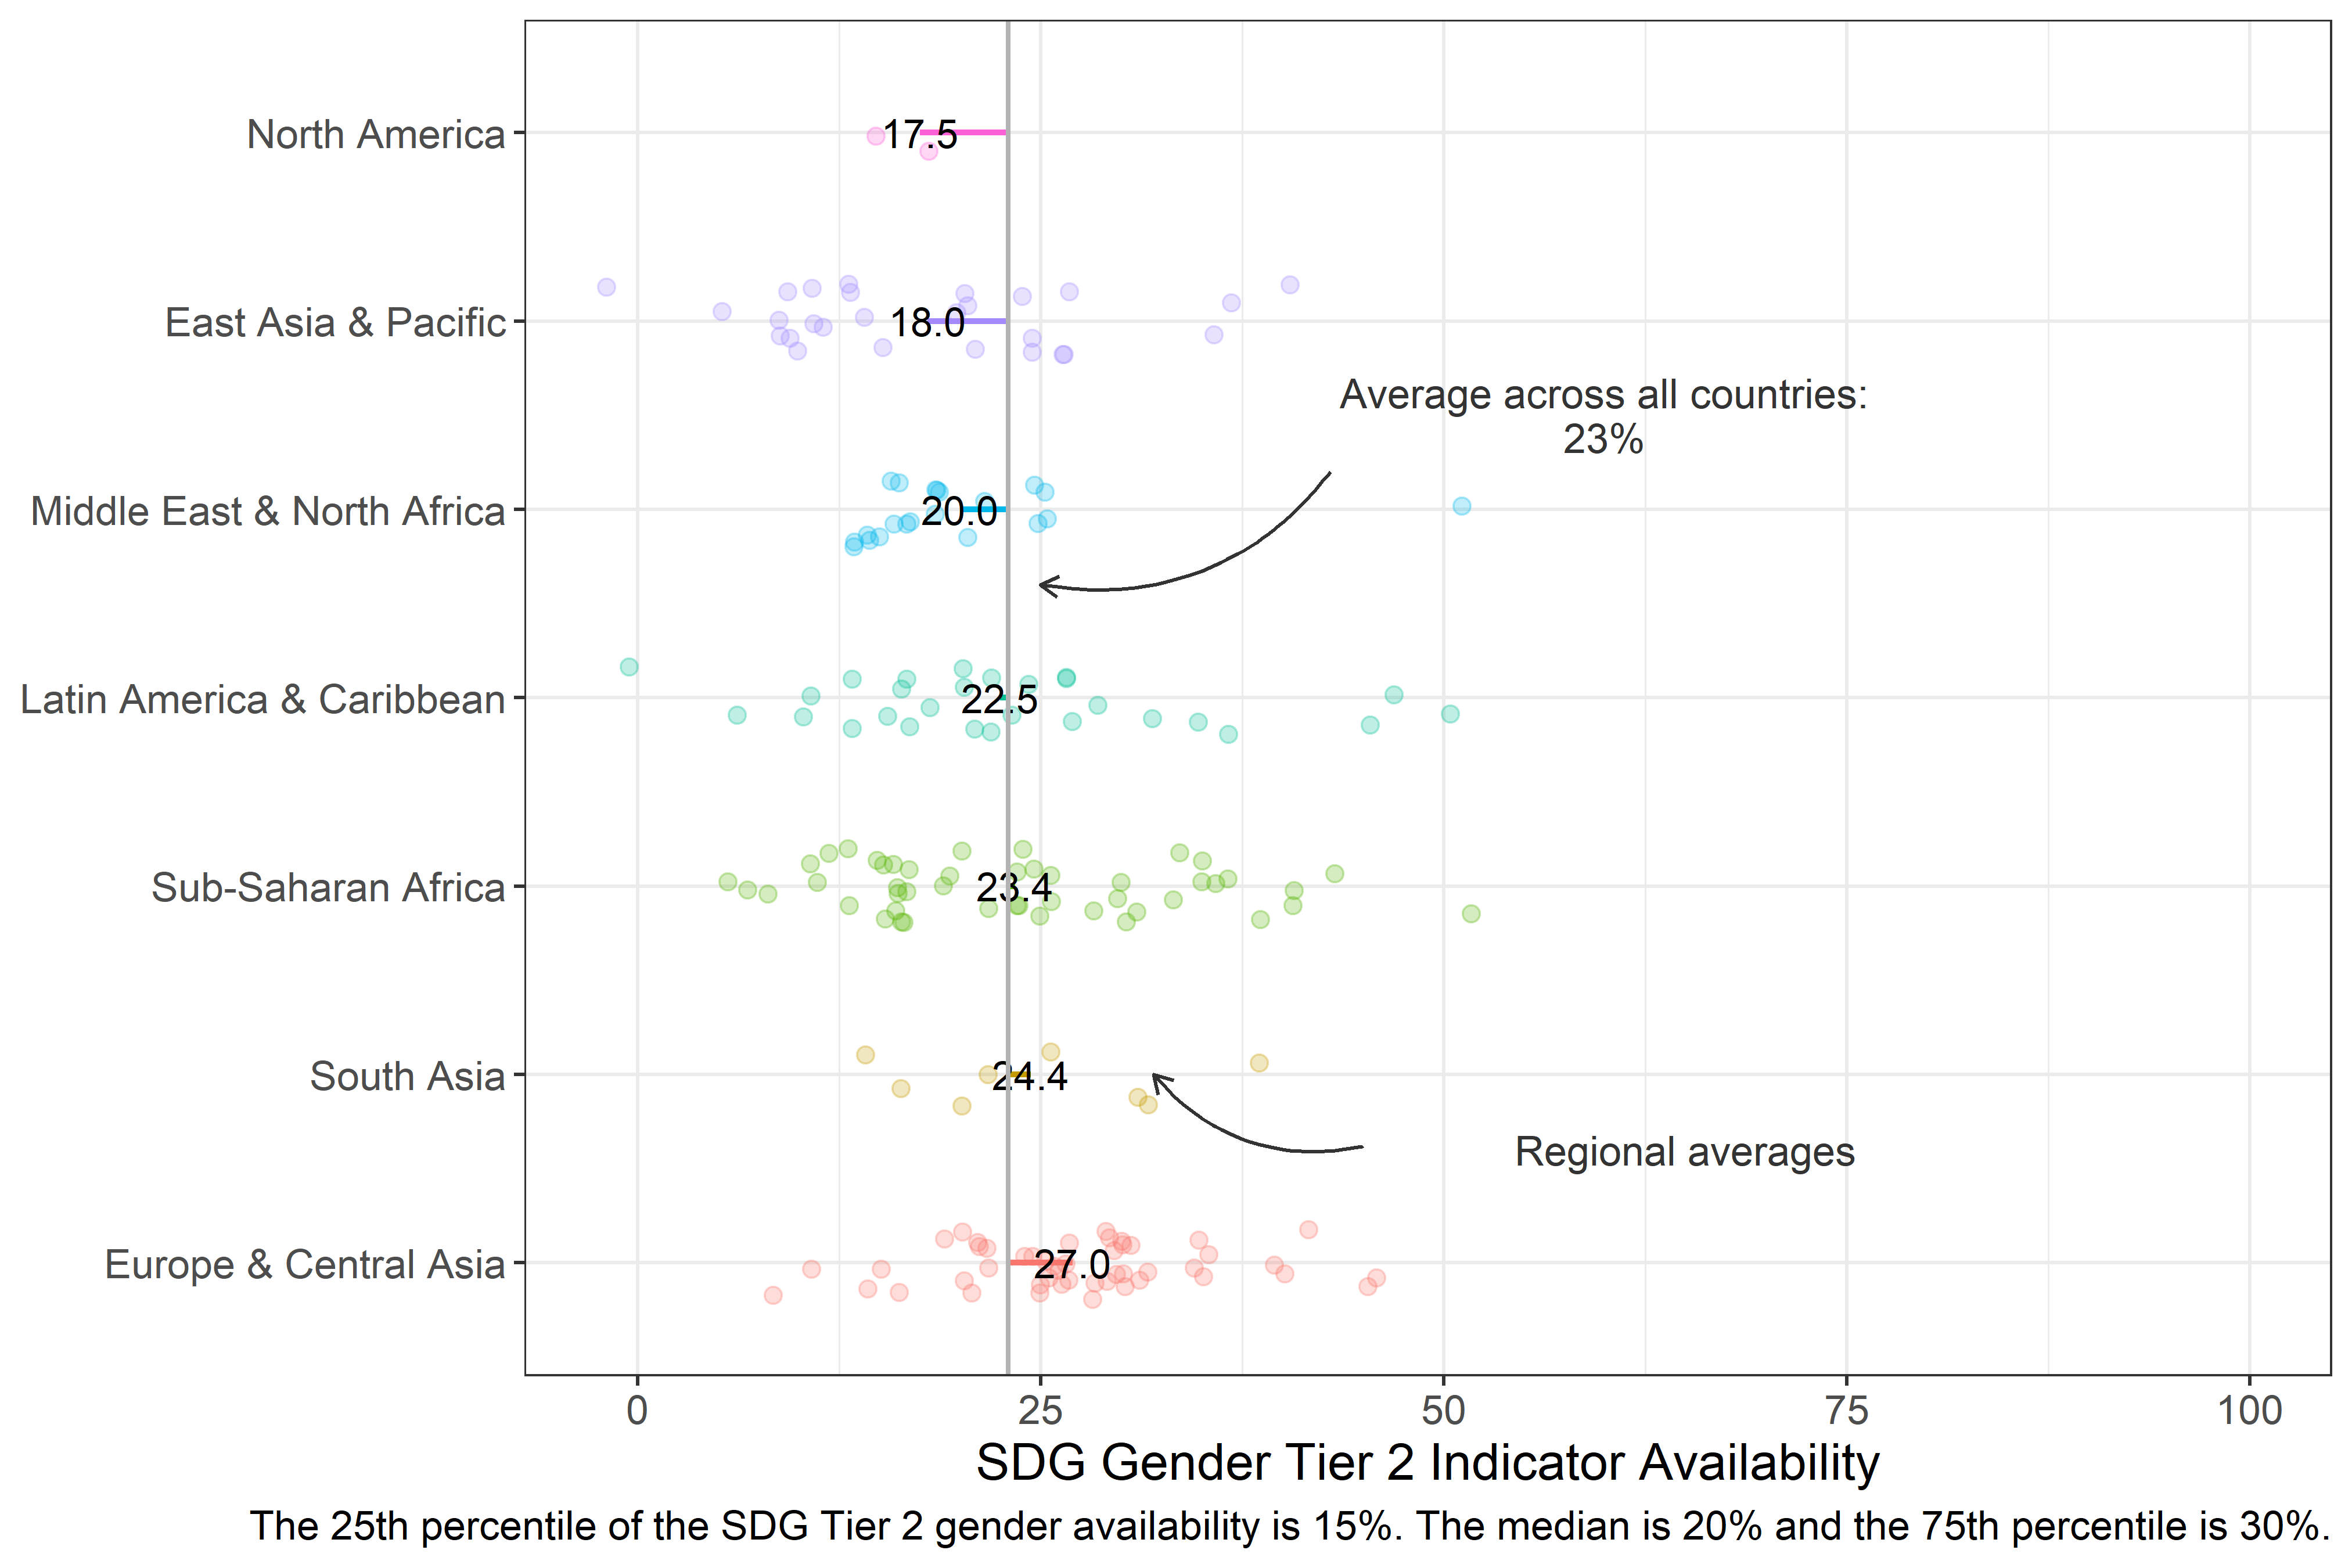 North America
17.5
East Asia & Pacific
18.0
Average across all countries:
23%
Middle East & North Africa
20.0
Latin America & Caribbean
22.5
Sub-Saharan Africa
23.4
South Asia
24.4
Regional averages
Europe & Central Asia
27.0
0 25 50 75 100
SDG Gender Tier 2 Indicator Availability
The 25th percentile of the SDG Tier 2 gender availability is 15%. The median is 20% and the 75th percentile is 30%.